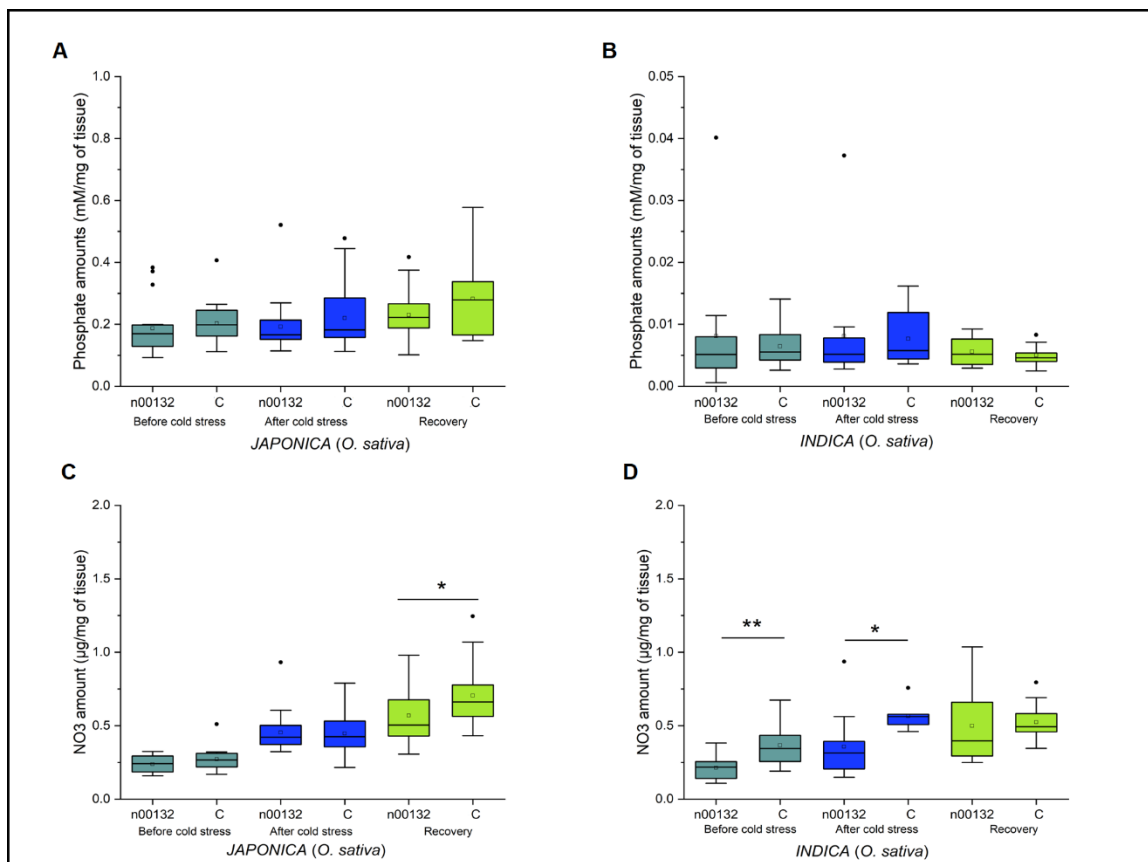 A
Phosphate amounts (mM/mg of tissue)
1.0
0.8
0.6
0.4
0.2
0.0
n00132 C n00132 C n00132 C
Before cold stress After cold stress Recovery
JAPONICA (O. sativa)
B
Phosphate amounts (mM/mg of tissue)
0.05
0.04
0.03
0.02
0.01
0.00
n00132 C n00132 C n00132 C
Before cold stress After cold stress Recovery
INDICA (O. sativa)
C
NO3 amount (μg/mg of tissue)
2.0
1.5
1.0
0.5
0.0
*
n00132 C n00132 C n00132 C
Before cold stress After cold stress Recovery
JAPONICA (O. sativa)
D
NO3 amount (μg/mg of tissue)
2.0
1.5
1.0
0.5
0.0
** *
n00132 C n00132 C n00132 C
Before cold stress After cold stress Recovery
INDICA (O. sativa)